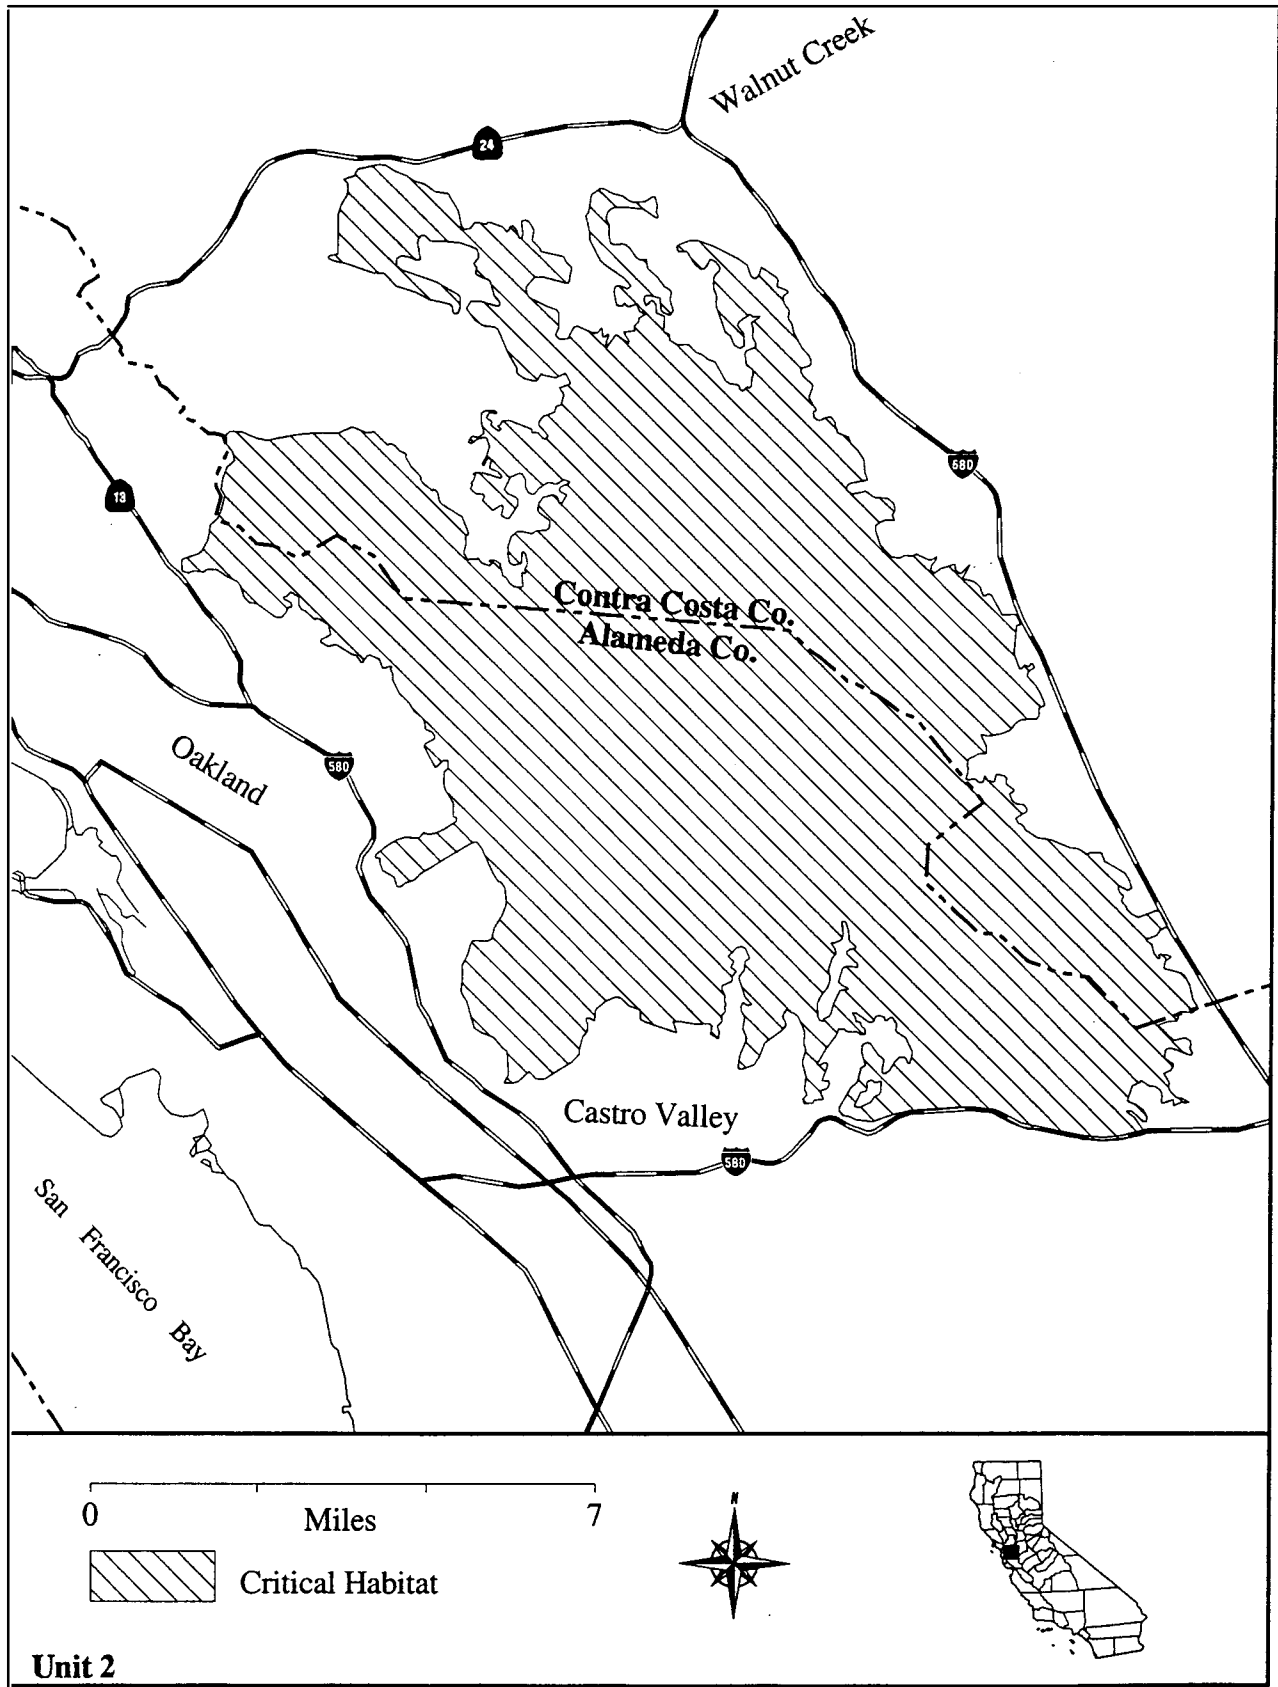 Walnut Creek
24
680
13
Contra Costa Co.
Alameda Co.
Oakland
580
Castro Valley
580
San Francisco Bay
0
Miles
7
N
Critical Habitat
Unit 2